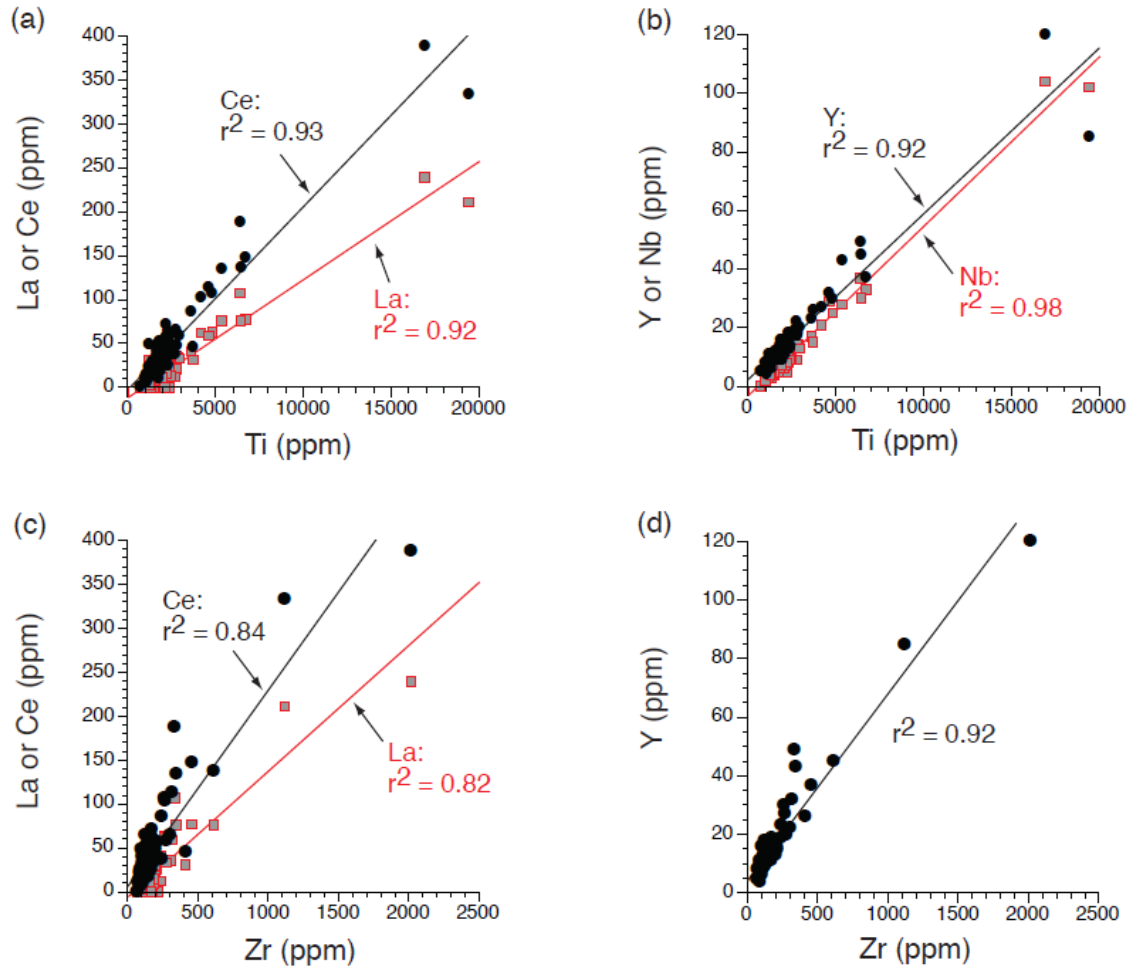 (a)
400
350
300
250
200
150
100
50
0
La or Ce (ppm)
Ce:
r2 = 0.93
La:
r2 = 0.92
0 5000 10000 15000 20000
Ti (ppm)
(b)
120
100
80
60
40
20
0
Y or Nb (ppm)
Y:
r2 = 0.92
Nb:
r2 = 0.98
0 5000 10000 15000 20000
Ti (ppm)
(c)
400
350
300
250
200
150
100
50
0
La or Ce (ppm)
Ce:
r2 = 0.84
La:
r2 = 0.82
0 500 1000 1500 2000 2500
Zr (ppm)
(d)
120
100
80
60
40
20
0
Y (ppm)
r2 = 0.92
0 500 1000 1500 2000 2500
Zr (ppm)